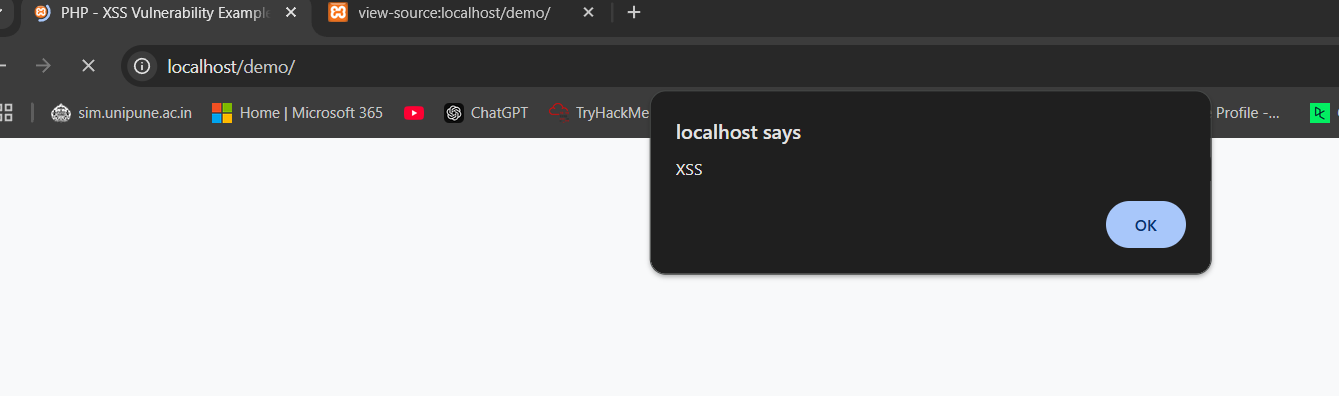 PHP - XSS Vulnerability Example
view-source:localhost/demo/
localhost/demo/
sim.unipune.ac.in
Home | Microsoft 365
ChatGPT
TryHackMe
Profile -...
localhost says
XSS
OK